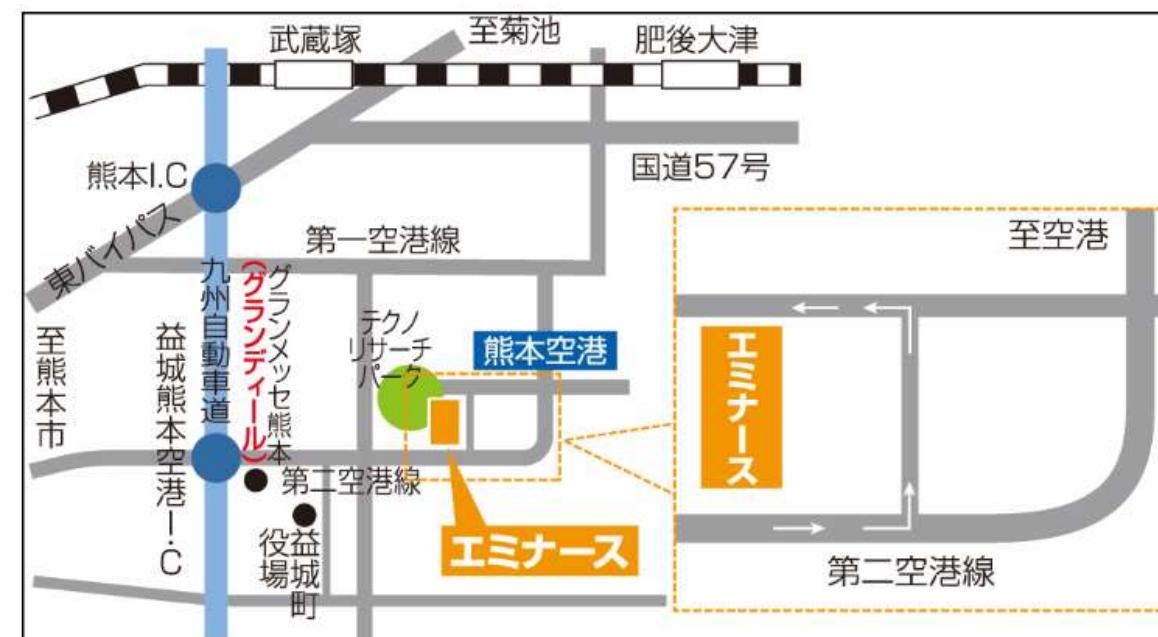 武蔵塚
至菊池
肥後大津
熊本I.C
国道57号
東バイパス
第一空港線
至空港
九州自動車道
(グランディール)
グランメッセ熊本
テクノ
リサーチ
パーク
熊本空港
エミナース
至熊本市
益城熊本空港I.C
第二空港線
益城町
役場
エミナース
第二空港線